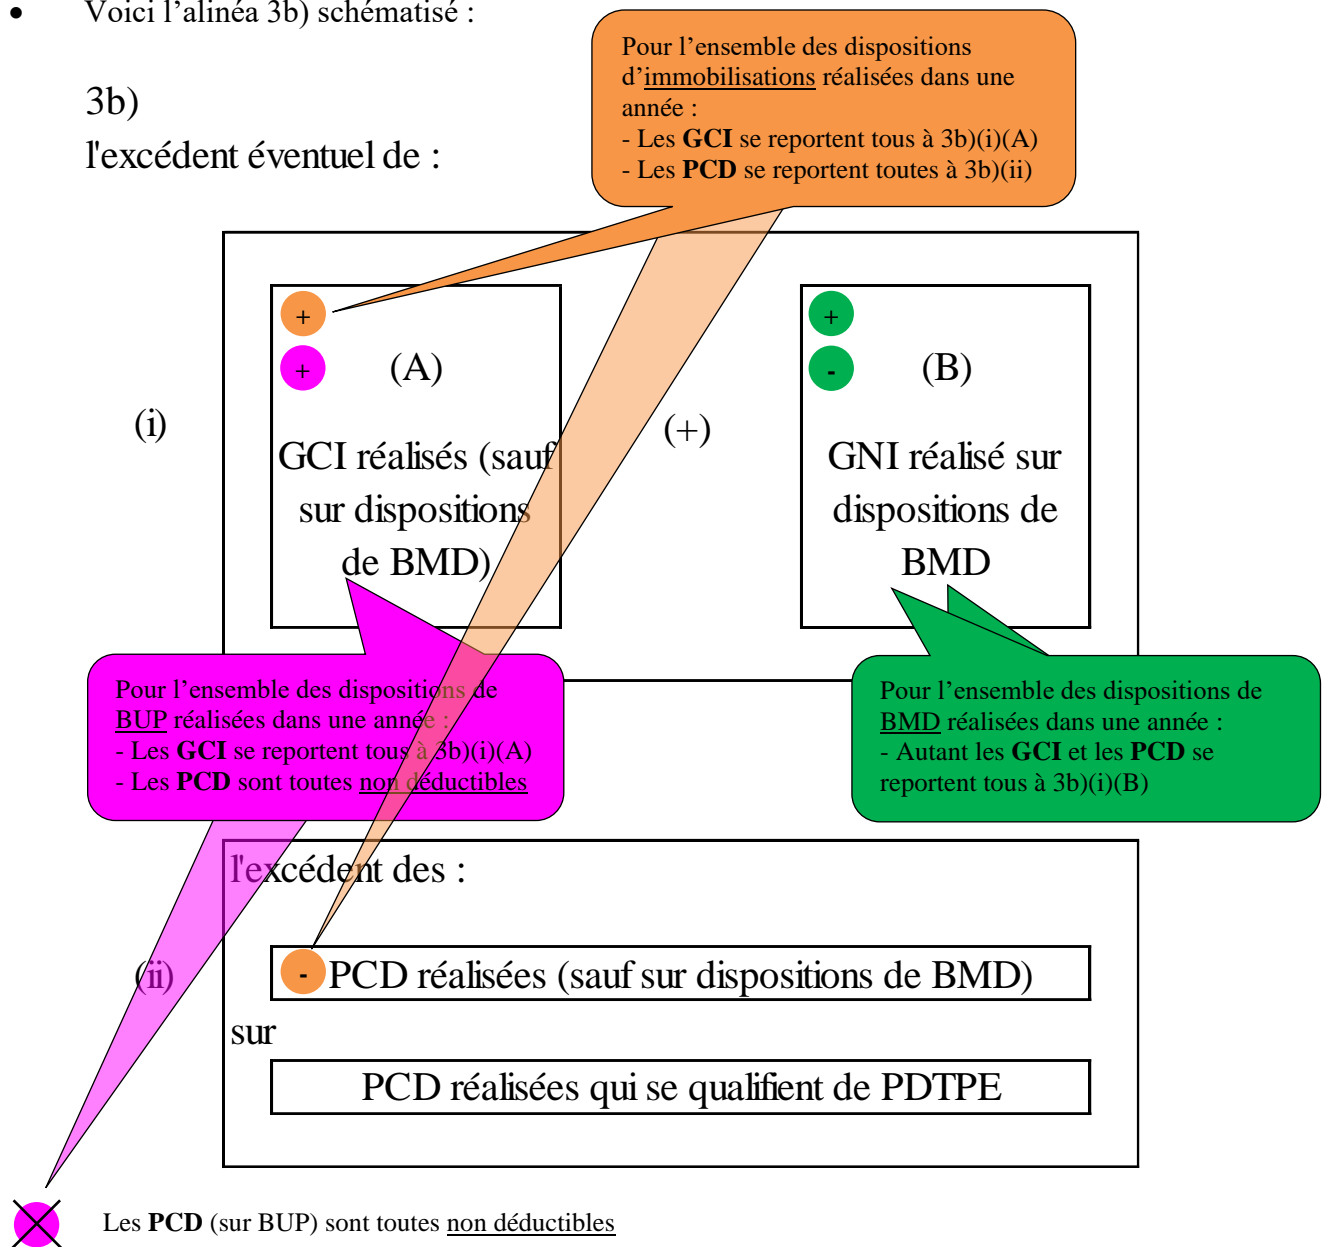 • Voici l’alinéa 3b) schématisé :
Pour l’ensemble des dispositions
d’immobilisations réalisées dans une
année :
- Les GCI se reportent tous à 3b)(i)(A)
- Les PCD se reportent toutes à 3b)(ii)
3b)
l'excédent éventuel de :
(i)
+
+
(A)
GCI réalisés (sauf
sur dispositions
de BMD)
(+)
+
-
(B)
GNI réalisé sur
dispositions de
BMD
Pour l’ensemble des dispositions de
BUP réalisées dans une année :
- Les GCI se reportent tous à 3b)(i)(A)
- Les PCD sont toutes non déductibles
Pour l’ensemble des dispositions de
BMD réalisées dans une année :
- Autant les GCI et les PCD se
reportent tous à 3b)(i)(B)
l'excédent des :
(ii)
- PCD réalisées (sauf sur dispositions de BMD)
sur
PCD réalisées qui se qualifient de PDTPE
Les PCD (sur BUP) sont toutes non déductibles